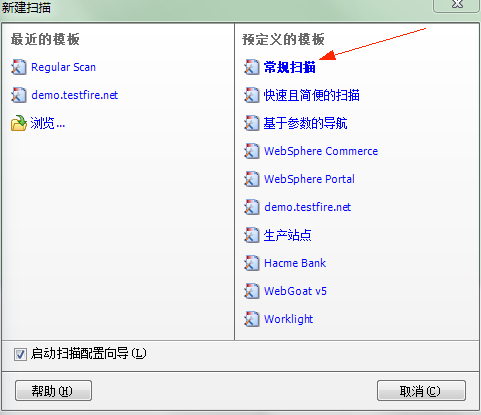 新建扫描
最近的模板
Regular Scan
demo.testfire.net
浏览...
预定义的模板
常规扫描
快速且简便的扫描
基于参数的导航
WebSphere Commerce
WebSphere Portal
demo.testfire.net
生产站点
Hacme Bank
WebGoat v5
Worklight
启动扫描配置向导(L)
帮助(H)
取消(C)